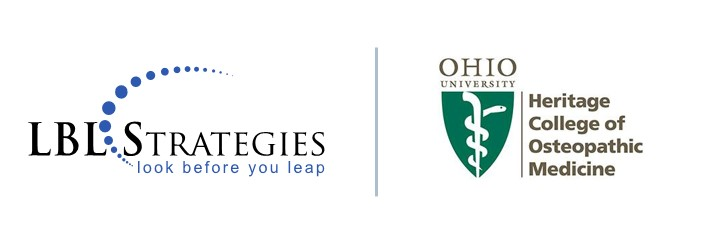 LBL STRATEGIES
look before you leap
OHIO
UNIVERSITY
Heritage
College of
Osteopathic
Medicine